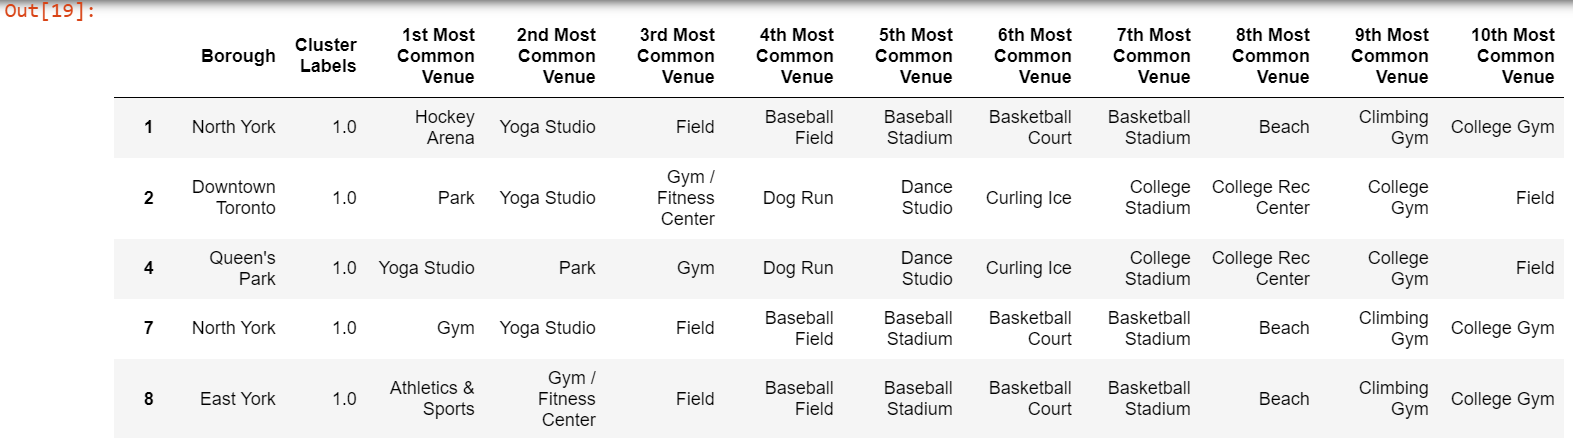 Out[19]:
Borough Cluster Labels 1st Most Common Venue 2nd Most Common Venue 3rd Most Common Venue 4th Most Common Venue 5th Most Common Venue 6th Most Common Venue 7th Most Common Venue 8th Most Common Venue 9th Most Common Venue 10th Most Common Venue
1 North York 1.0 Hockey Arena Yoga Studio Field Baseball Field Baseball Stadium Basketball Court Basketball Stadium Beach Climbing Gym College Gym
2 Downtown Toronto 1.0 Park Yoga Studio Gym / Fitness Center Dog Run Dance Studio Curling Ice College Stadium College Rec Center College Gym Field
4 Queen's Park 1.0 Yoga Studio Park Gym Dog Run Dance Studio Curling Ice College Stadium College Rec Center College Gym Field
7 North York 1.0 Gym Yoga Studio Field Baseball Field Baseball Stadium Basketball Court Basketball Stadium Beach Climbing Gym College Gym
8 East York 1.0 Athletics & Sports Gym / Fitness Center Field Baseball Field Baseball Stadium Basketball Court Basketball Stadium Beach Climbing Gym College Gym